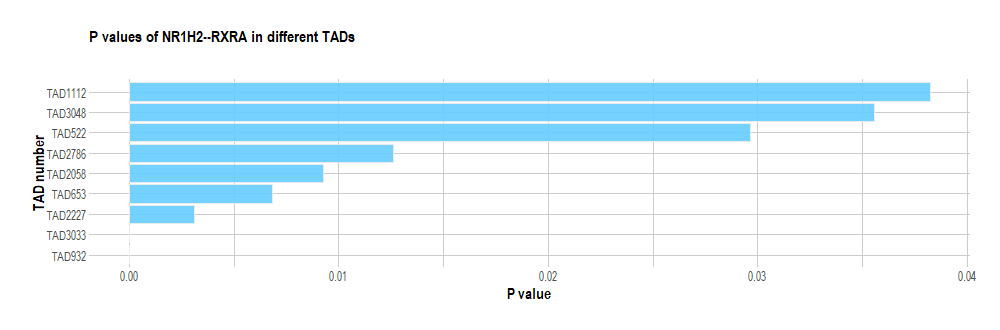 P values of NR1H2--RXRA in different TADs
TAD number
TAD1112
TAD3048
TAD522
TAD2786
TAD2058
TAD653
TAD2227
TAD3033
TAD932
0.00 0.01 0.02 0.03 0.04
P value